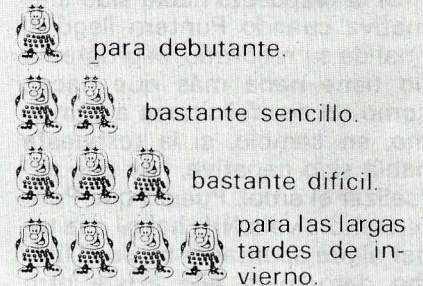 para debutante.
bastante sencillo.
bastante difícil.
para las largas
tardes de in-
vierno.